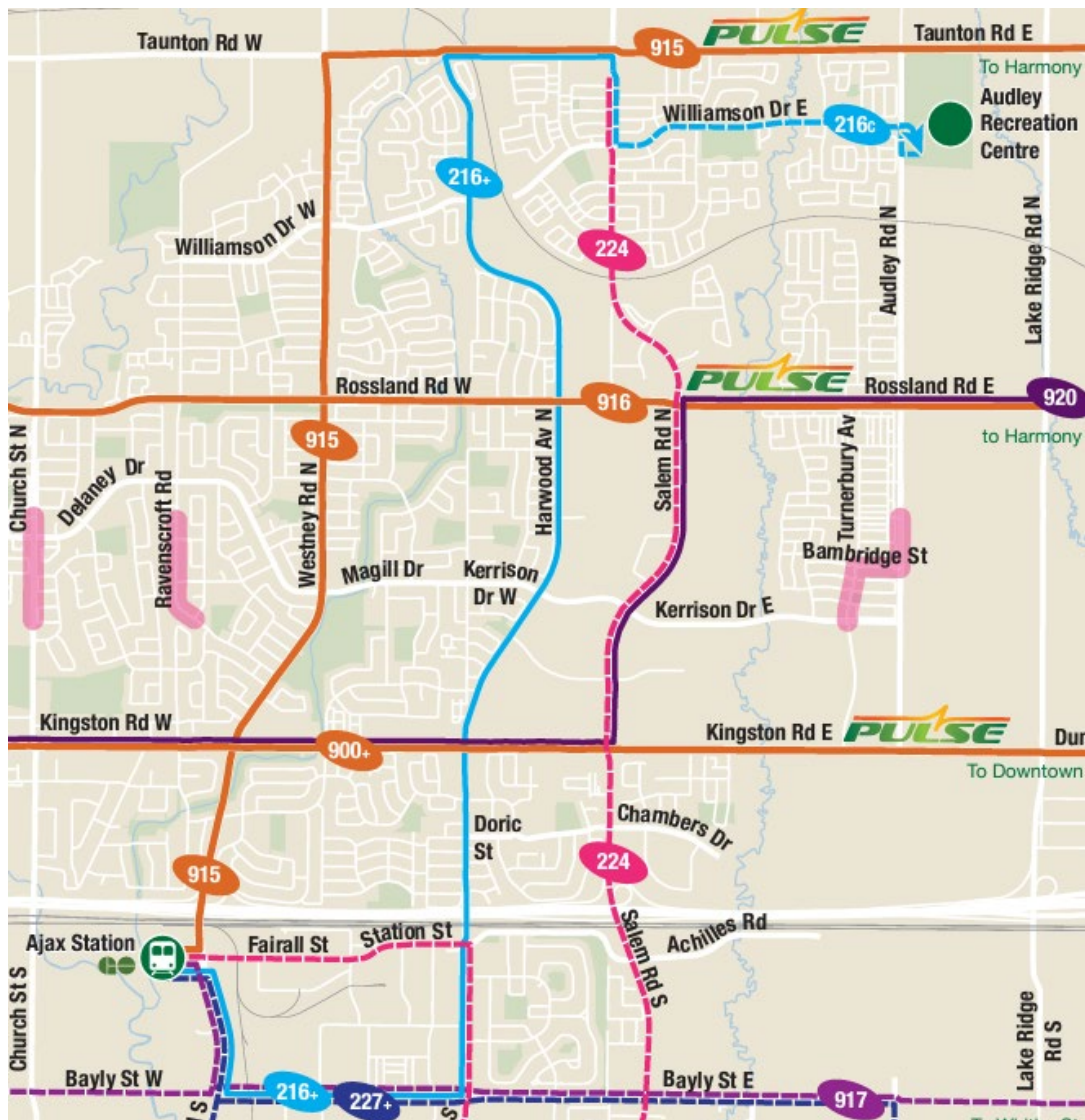 Taunton Rd W
915
PULSE
Taunton Rd E
To Harmony
Williamson Dr E
216c
Audley
Recreation
Centre
216+
Williamson Dr W
224
Audley Rd N
Lake Ridge Rd N
Rossland Rd W
916
PULSE
Rossland Rd E
920
to Harmony
Church St N
Delaney Dr
Ravenscroft Rd
915
Westney Rd N
Harwood Av N
Salem Rd N
Turnerbury Av
Bambridge St
Magill Dr
Kerrison
Dr W
Kerrison Dr E
Kingston Rd W
900+
Kingston Rd E
PULSE
Dun
To Downtown
Doric
St
Chambers Dr
915
224
Ajax Station
Fairall St
Station St
Salem Rd S
Achilles Rd
Church St S
Lake Ridge
Rd S
Bayly St W
216+
227+
Bayly St E
917